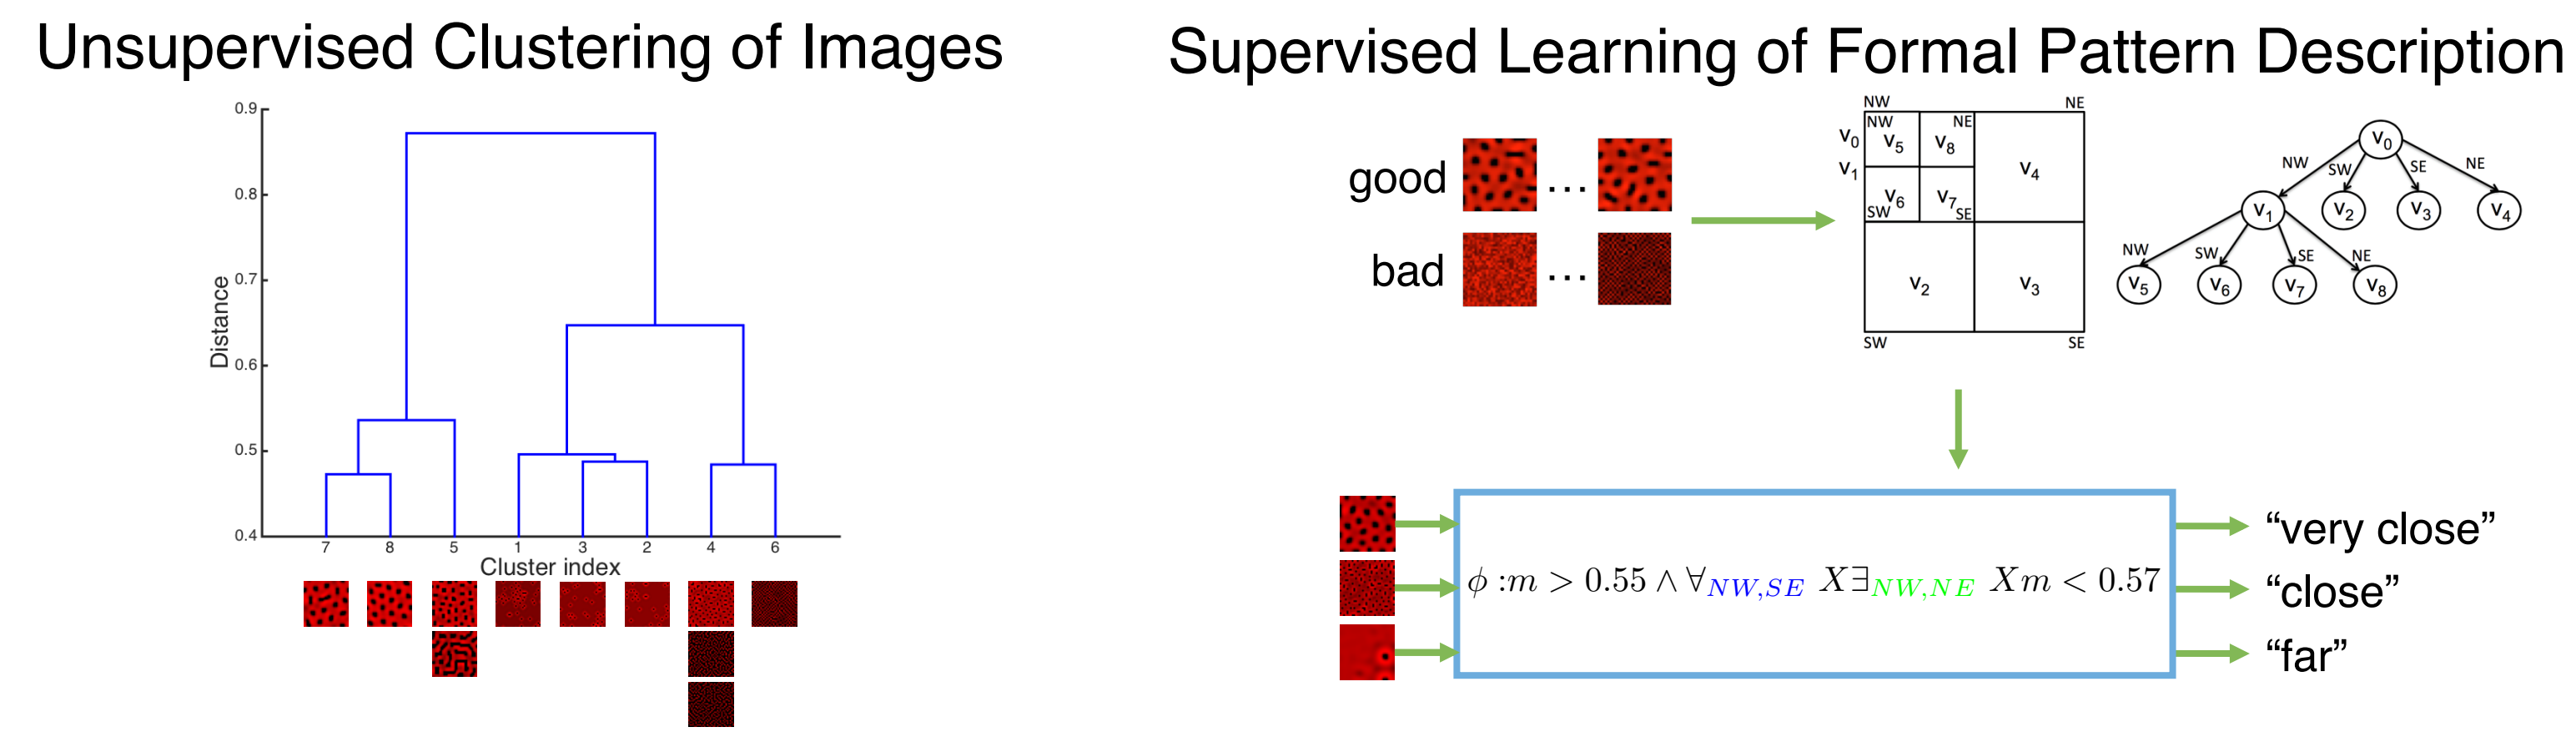 Unsupervised Clustering of Images
0.9
0.8
0.7
0.6
0.5
0.4
Distance
7 8 5 1 3 2 4 6
Cluster index
Supervised Learning of Formal Pattern Description
good ...
bad ...
NW NE
NW NE
V0 V5 V8
V1 V4
V6 V7
SW SE
V2 V3
SW SE
V0
NW SW SE NE
V1 V2 V3 V4
NW SW SE NE
V5 V6 V7 V8
ϕ :m > 0.55 ∧ ∀NW,SE X∃NW,NE Xm < 0.57
“very close”
“close”
“far”